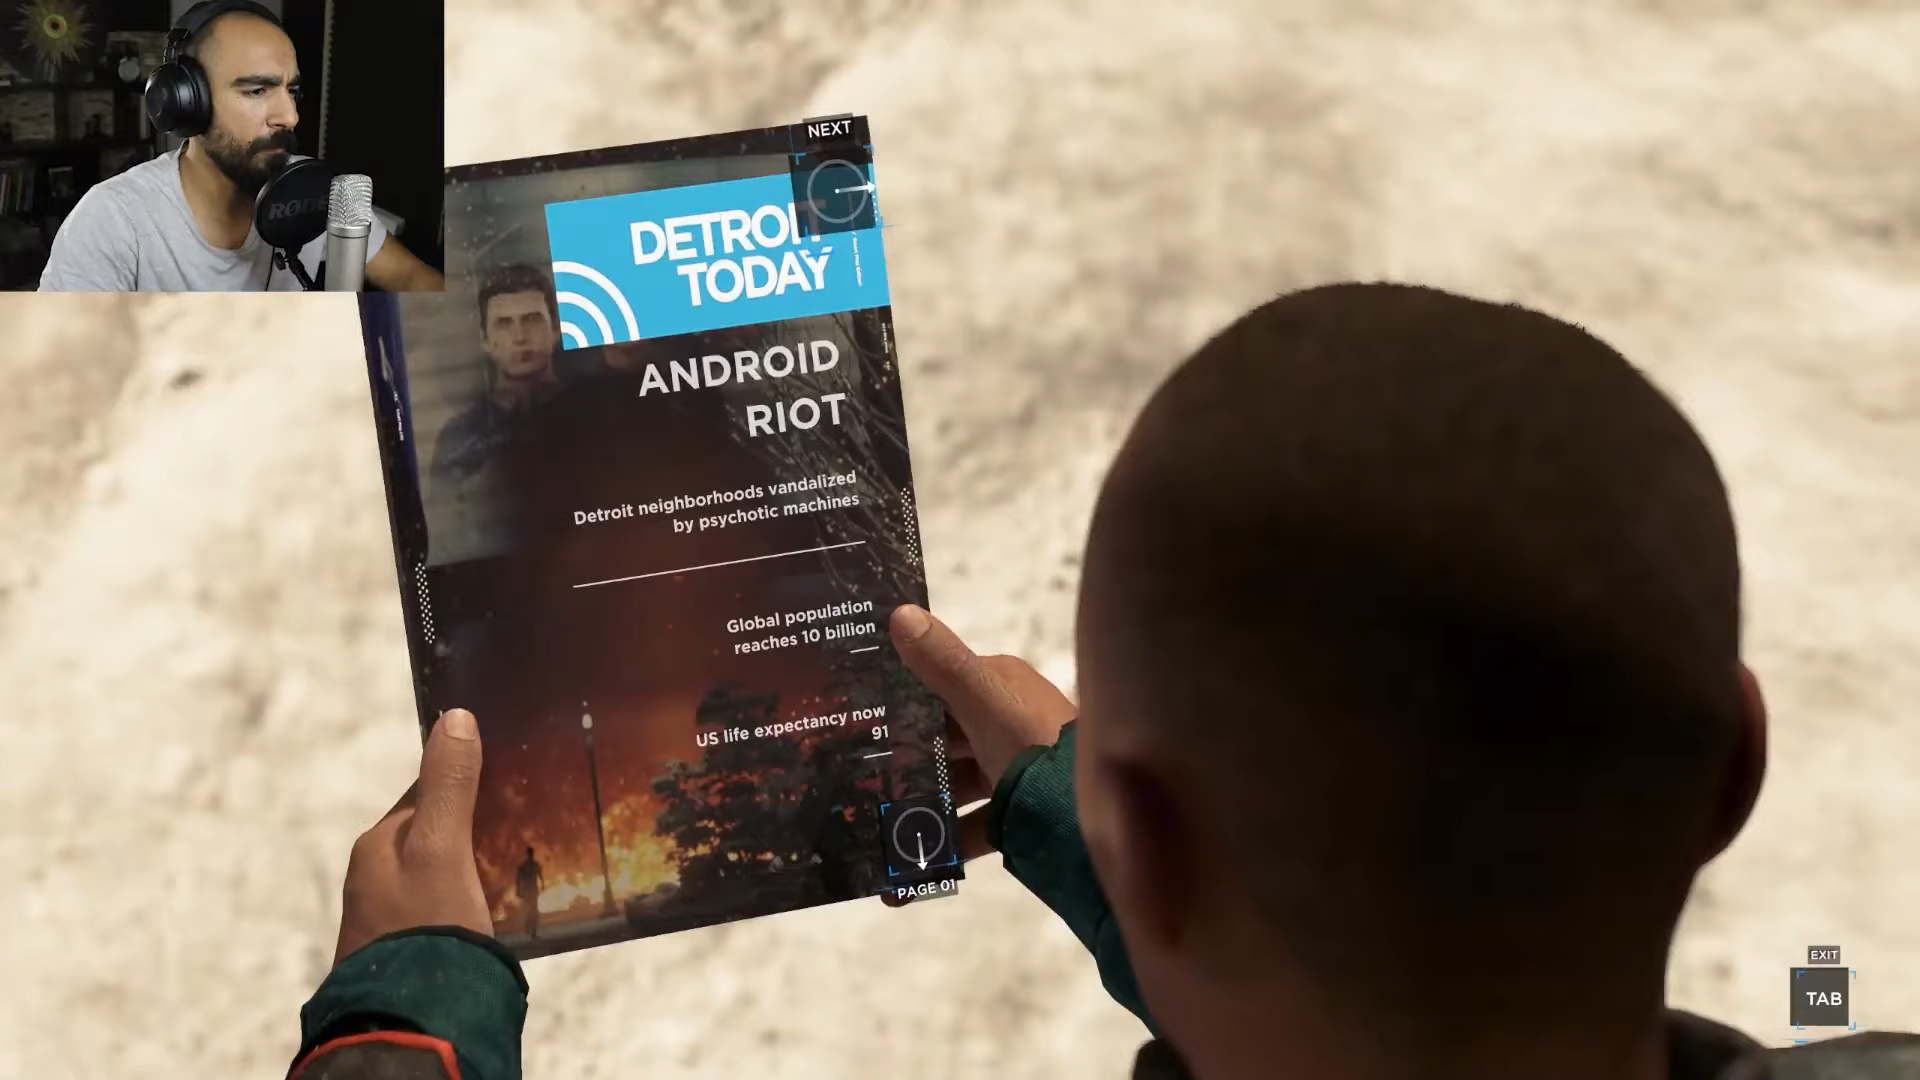 RØDE
NEXT
DETROIT
TODAY
ANDROID
RIOT
Detroit neighborhoods vandalized
by psychotic machines
Global population
reaches 10 billion
US life expectancy now
91
PAGE 01
EXIT
TAB